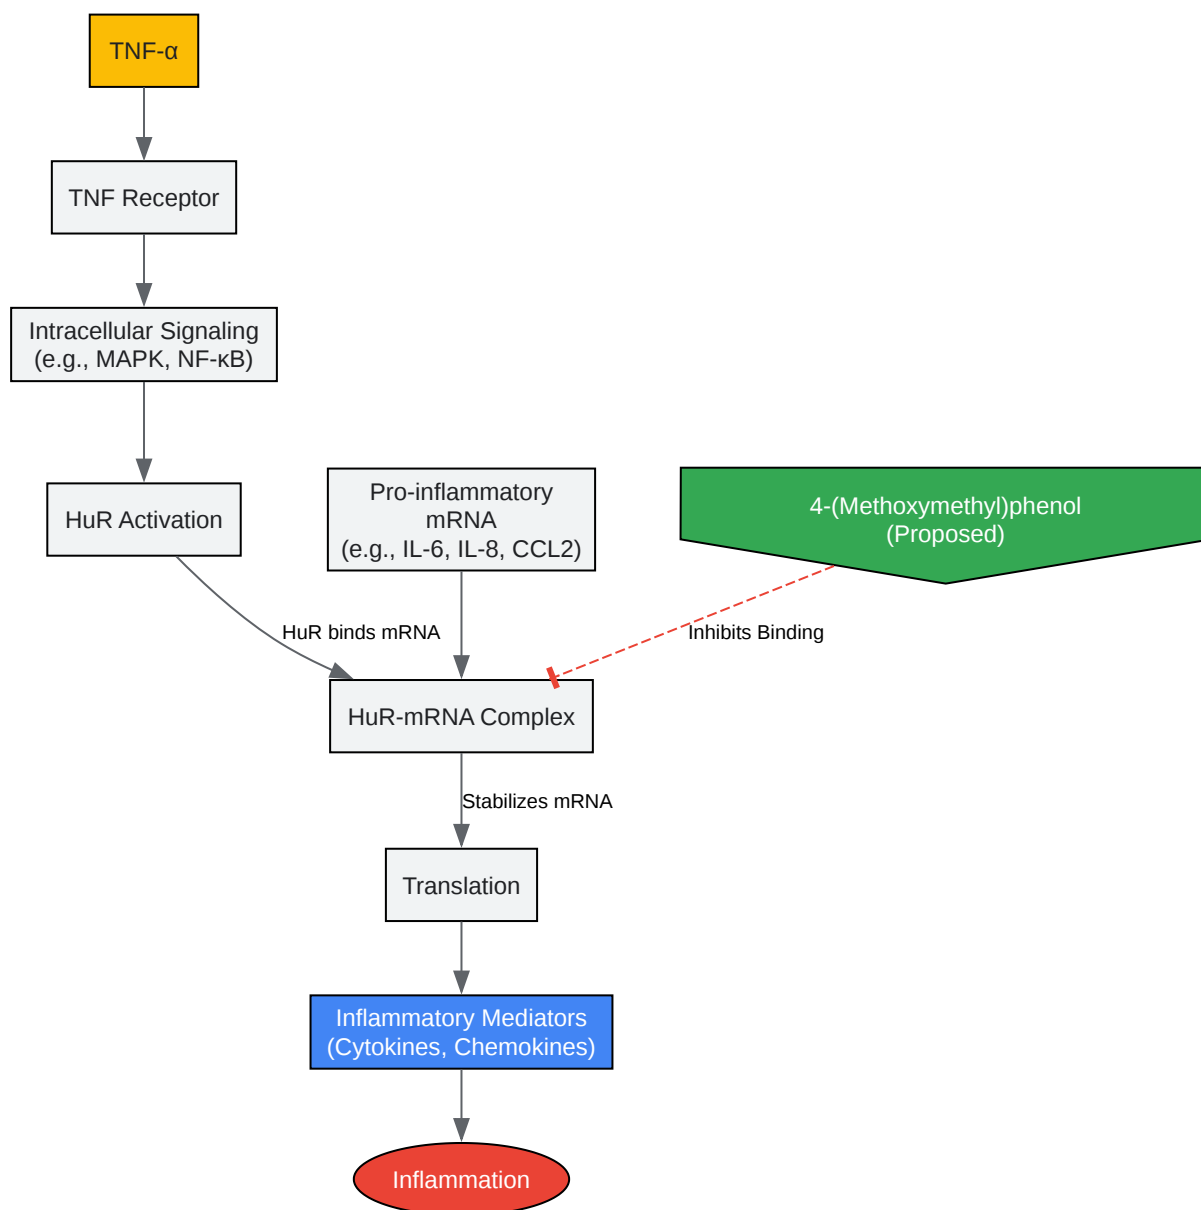 TNF-α
TNF Receptor
Intracellular Signaling
(e.g., MAPK, NF-κB)
HuR Activation
Pro-inflammatory
mRNA
(e.g., IL-6, IL-8, CCL2)
4-(Methoxymethyl)phenol
(Proposed)
HuR binds mRNA
Inhibits Binding
HuR-mRNA Complex
Stabilizes mRNA
Translation
Inflammatory Mediators
(Cytokines, Chemokines)
Inflammation